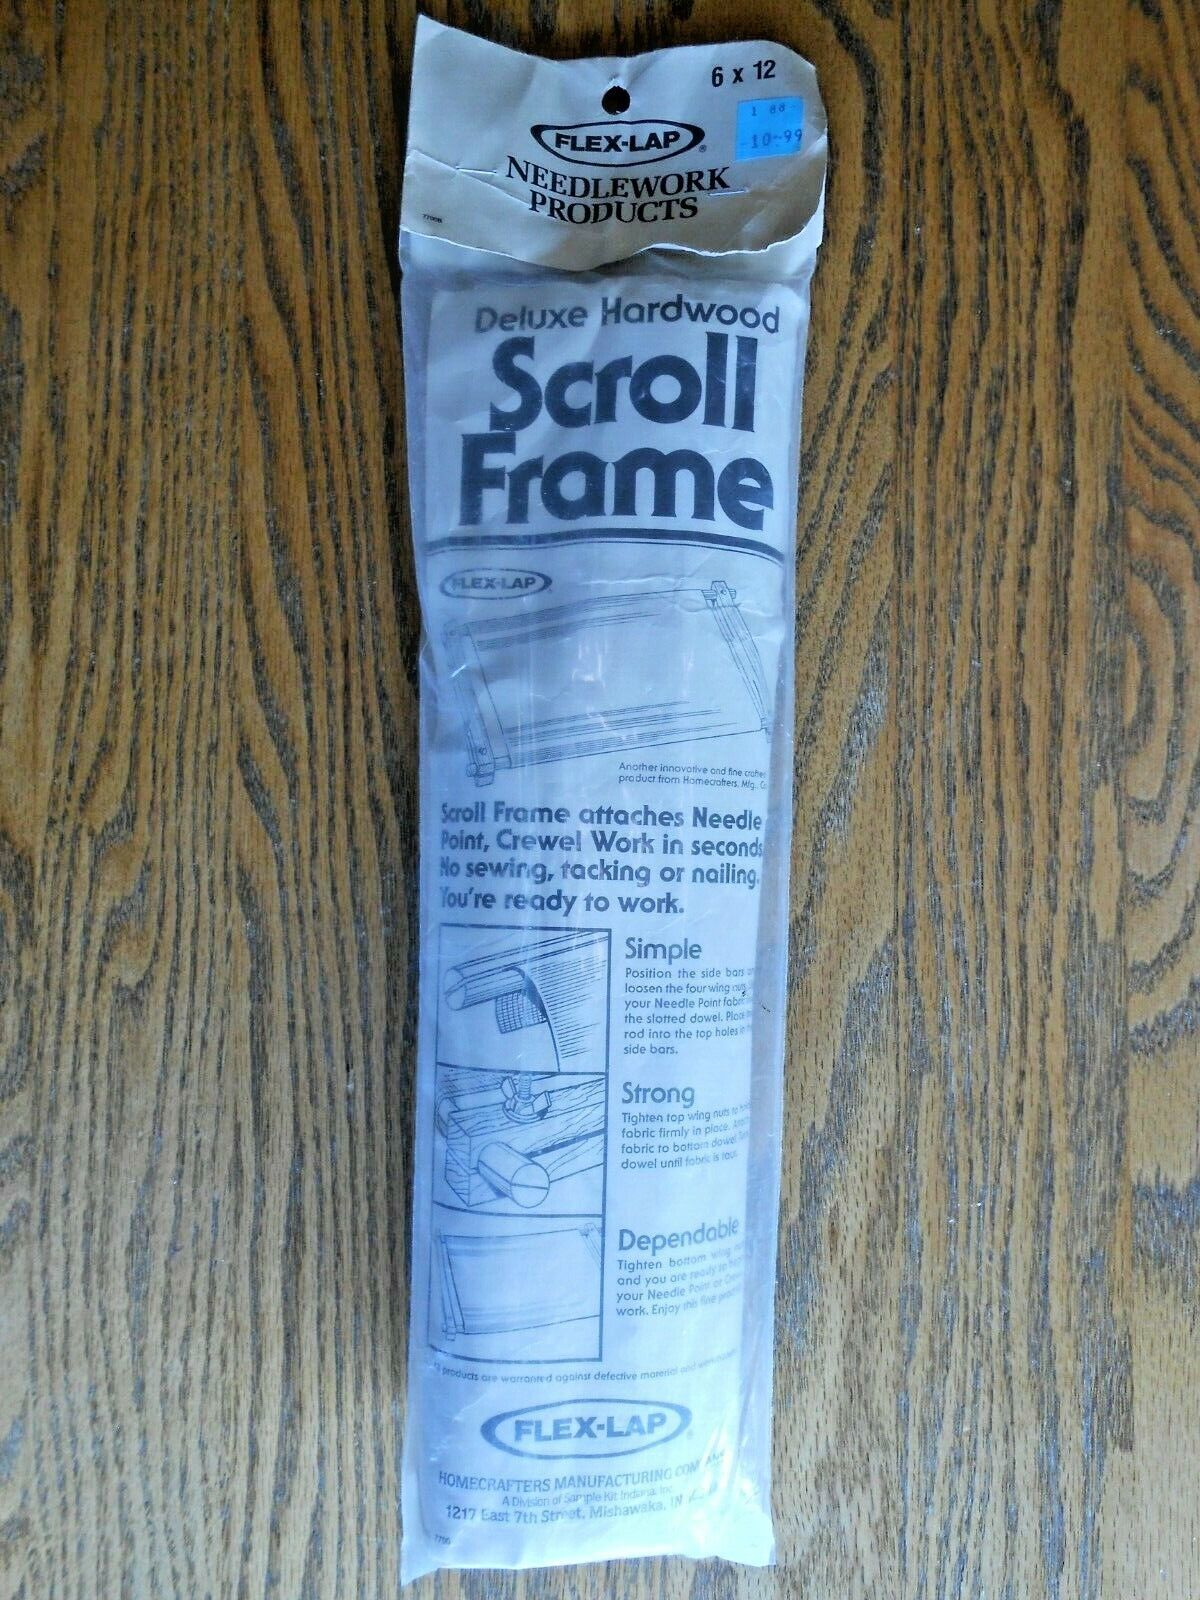 6 x 12
1 88
10.99
FLEX-LAP®
NEEDLEWORK
PRODUCTS
7700B
Deluxe Hardwood
Scroll
Frame
FLEX-LAP®
Another innovative and fine
product from Homecrafters, Mfg.,
Scroll Frame attaches Needle
Point, Crewel Work in seconds
No sewing, tacking or nailing.
You're ready to work.
Simple
Position the side bars
loosen the four wing
your Needle Point
the slotted dowel.
rod into the top holes
side bars.
Strong
Tighten top wing nuts to
fabric firmly in place.
fabric to bottom dowel.
dowel until fabric is
Dependable
Tighten bottom wing
and you are ready to
your Needle Point or
work. Enjoy this fine
products are warranted against defective material and
FLEX-LAP®
HOMECRAFTERS MANUFACTURING
A Division of Sample Kit Indiana, Inc.
1217 East 7th Street, Mishawaka, IN
7700